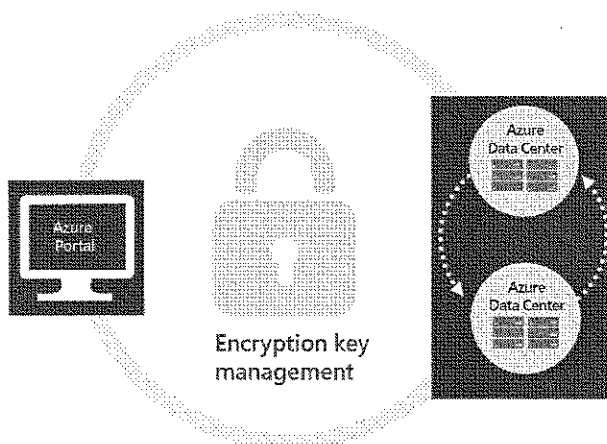 Azure
Portal
Encryption key
management
Azure
Data Center
Azure
Data Center